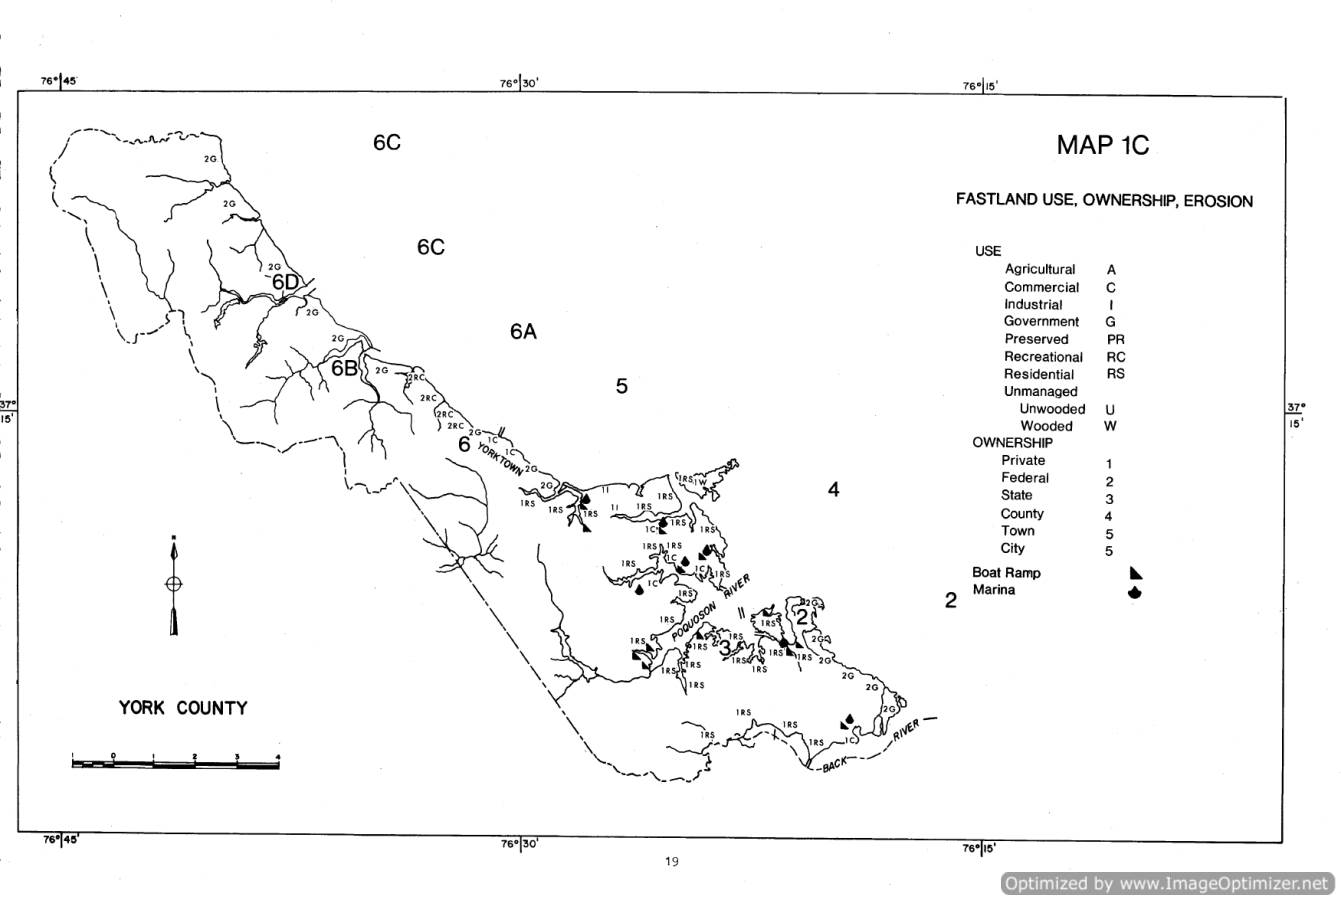 76° 45'
76° 30'
76° 15'
6C
MAP 1C
2G
FASTLAND USE, OWNERSHIP, EROSION
2G
6C
USE
Agricultural A
Commercial C
Industrial I
Government G
Preserved PR
Recreational RC
Residential RS
Unmanaged
Unwooded U
Wooded W
OWNERSHIP
Private 1
Federal 2
State 3
County 4
Town 5
City 5
Boat Ramp
Marina
2G
6D
2G
6A
2G
6B
2G
2RC
5
2RC
37° 15'
37° 15'
2RC
2RC
2G
1C
6
1C
YORKTOWN
2G
1RS
1W
2G
4
1I
1RS
1RS
1RS
1RS
1I
1RS
1RS
1C
1RS
1RS
1RS
1RS
1C
1RS
1C
1RS
1C
1RS
POQUOSON RIVER
2
2G
2
1RS
1RS
1RS
1RS
1RS
3
2G
1RS
1RS
1RS
1RS
2G
1RS
1RS
1RS
2G
1RS
2G
YORK COUNTY
2G
1RS
1RS
1RS
1RS
1C
BACK RIVER
1 0 1 2 3 4
76° 45'
76° 30'
76° 15'
19
Optimized by www.ImageOptimizer.net